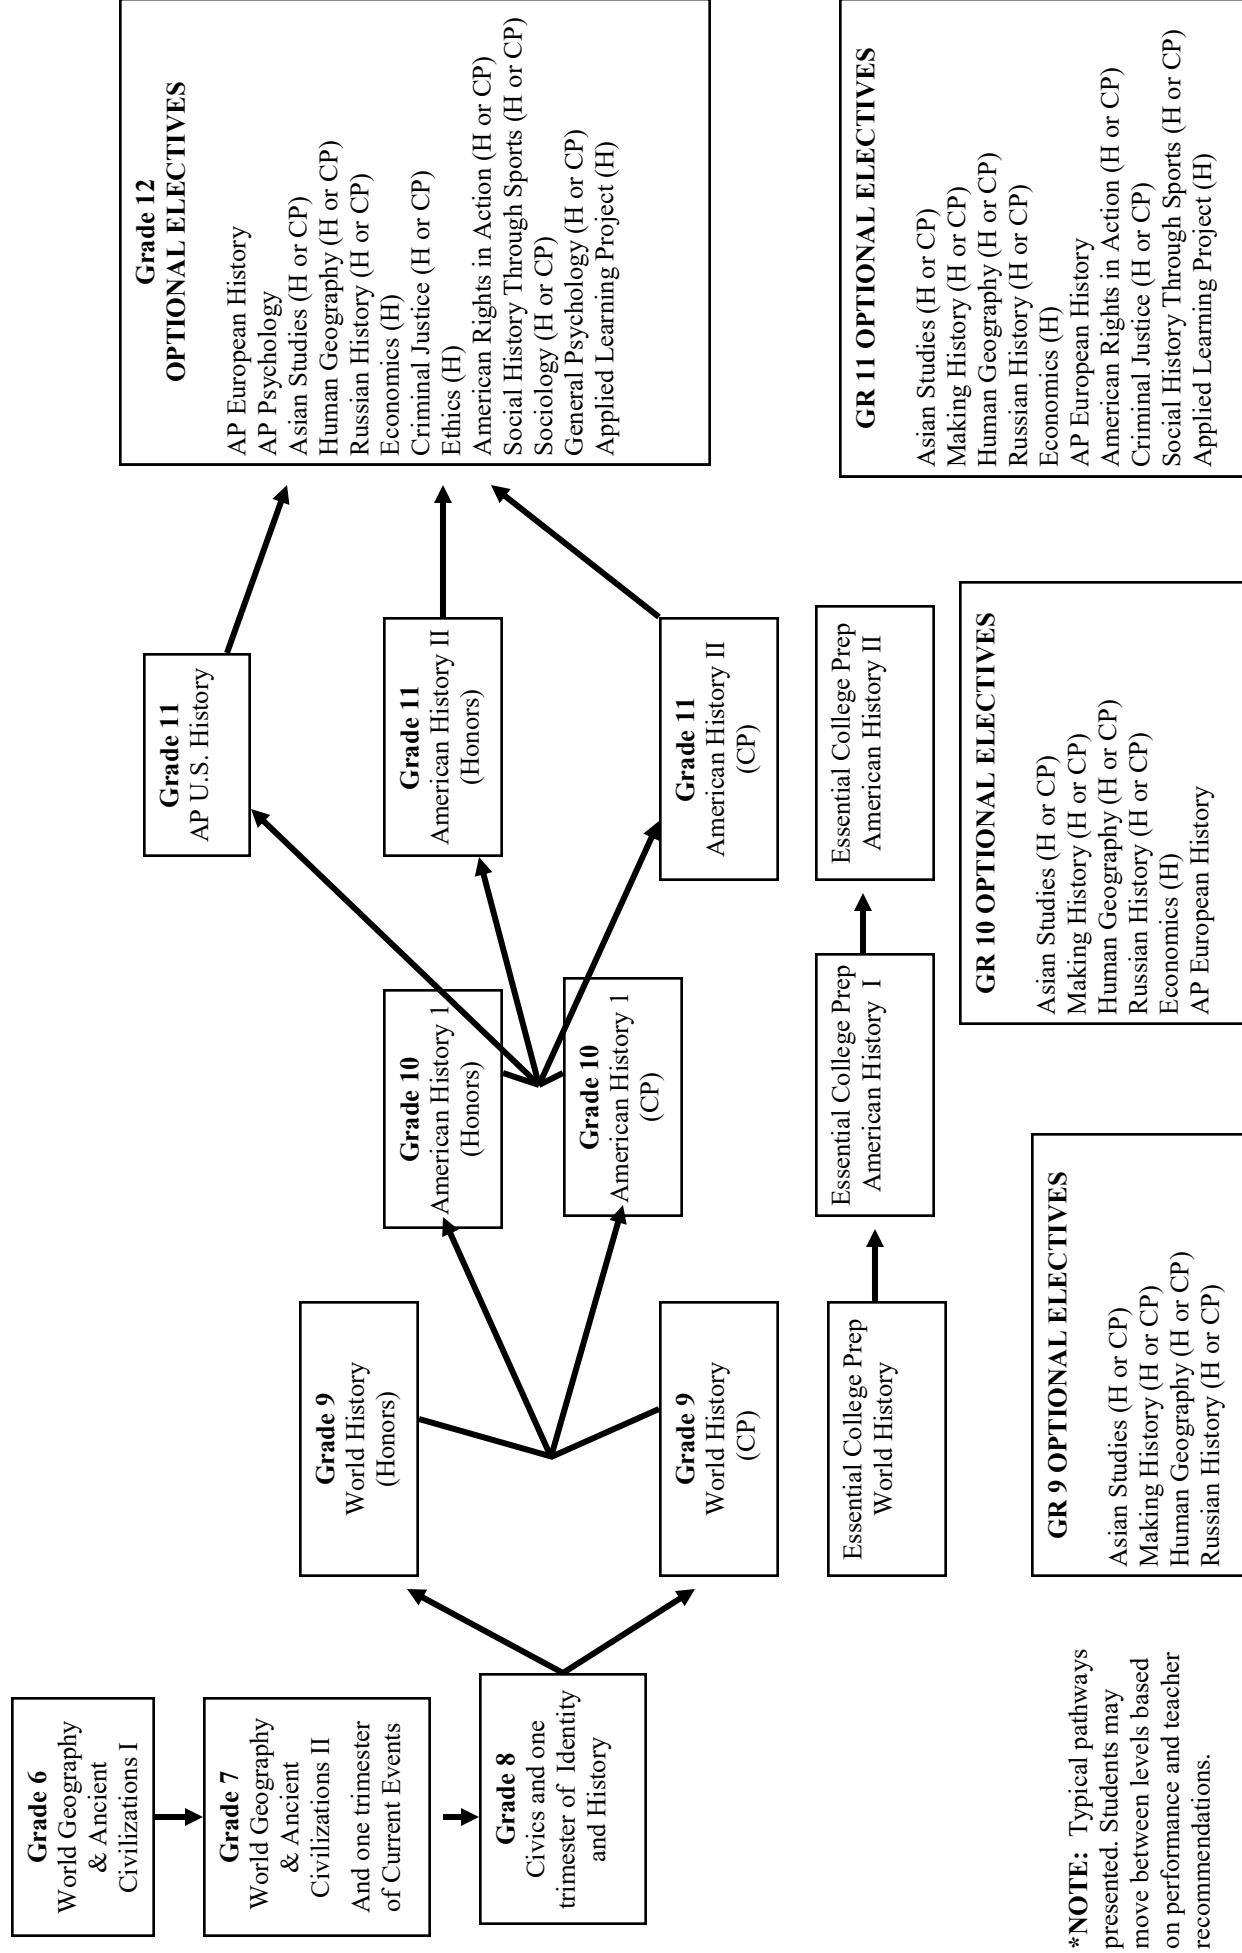 Grade 6
World Geography
& Ancient
Civilizations I
Grade 7
World Geography
& Ancient
Civilizations II
And one trimester
of Current Events
Grade 8
Civics and one
trimester of Identity
and History
Grade 9
World History
(Honors)
Grade 9
World History
(CP)
Grade 10
American History 1
(Honors)
Grade 10
American History 1
(CP)
Grade 11
AP U.S. History
Grade 11
American History II
(Honors)
Grade 11
American History II
(CP)
Grade 12
OPTIONAL ELECTIVES
AP European History
AP Psychology
Asian Studies (H or CP)
Human Geography (H or CP)
Russian History (H or CP)
Economics (H)
Criminal Justice (H or CP)
Ethics (H)
American Rights in Action (H or CP)
Social History Through Sports (H or CP)
Sociology (H or CP)
General Psychology (H or CP)
Applied Learning Project (H)
Essential College Prep
World History
Essential College Prep
American History I
Essential College Prep
American History II
*NOTE: Typical pathways
presented. Students may
move between levels based
on performance and teacher
recommendations.
GR 9 OPTIONAL ELECTIVES
Asian Studies (H or CP)
Making History (H or CP)
Human Geography (H or CP)
Russian History (H or CP)
GR 10 OPTIONAL ELECTIVES
Asian Studies (H or CP)
Making History (H or CP)
Human Geography (H or CP)
Russian History (H or CP)
Economics (H)
AP European History
GR 11 OPTIONAL ELECTIVES
Asian Studies (H or CP)
Making History (H or CP)
Human Geography (H or CP)
Russian History (H or CP)
Economics (H)
AP European History
American Rights in Action (H or CP)
Criminal Justice (H or CP)
Social History Through Sports (H or CP)
Applied Learning Project (H)